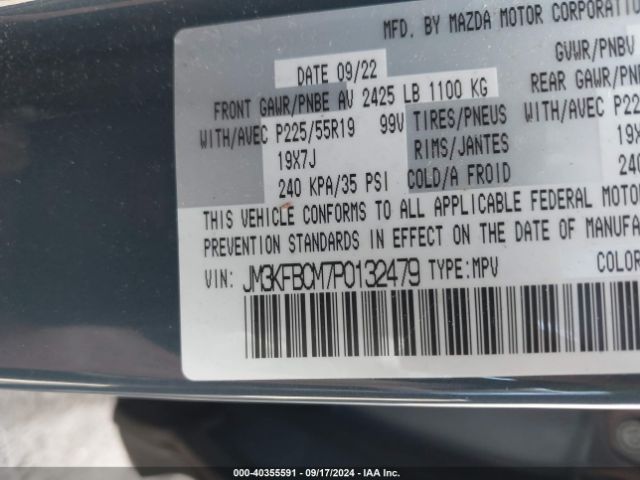 MFD. BY MAZDA MOTOR CORPORATION
DATE 09/22 GVWR/PNBV
FRONT GAWR/PNBE AV 2425 LB 1100 KG REAR GAWR/PNB
WITH/AVEC P225/55R19 99V TIRES/PNEUS WITH/AVEC P22
19X7J RIMS/JANTES 19X
240 KPA/35 PSI COLD/A FROID 240
THIS VEHICLE CONFORMS TO ALL APPLICABLE FEDERAL MOTOR
PREVENTION STANDARDS IN EFFECT ON THE DATE OF MANUFA
VIN: JM3KFBCM7P0132479 TYPE:MPV COLOR
000-40355591 - 09/17/2024 - IAA Inc.